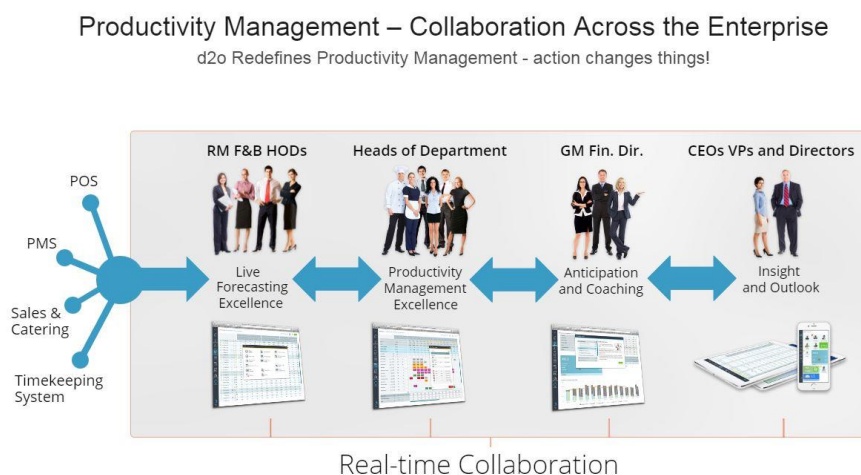 Productivity Management – Collaboration Across the Enterprise
d2o Redefines Productivity Management - action changes things!
RM F&B HODs
Heads of Department
GM Fin. Dir.
CEOs VPs and Directors
POS
PMS
Sales &
Catering
Timekeeping
System
Live
Forecasting
Excellence
Productivity
Management
Excellence
Anticipation
and Coaching
Insight
and Outlook
Real-time Collaboration